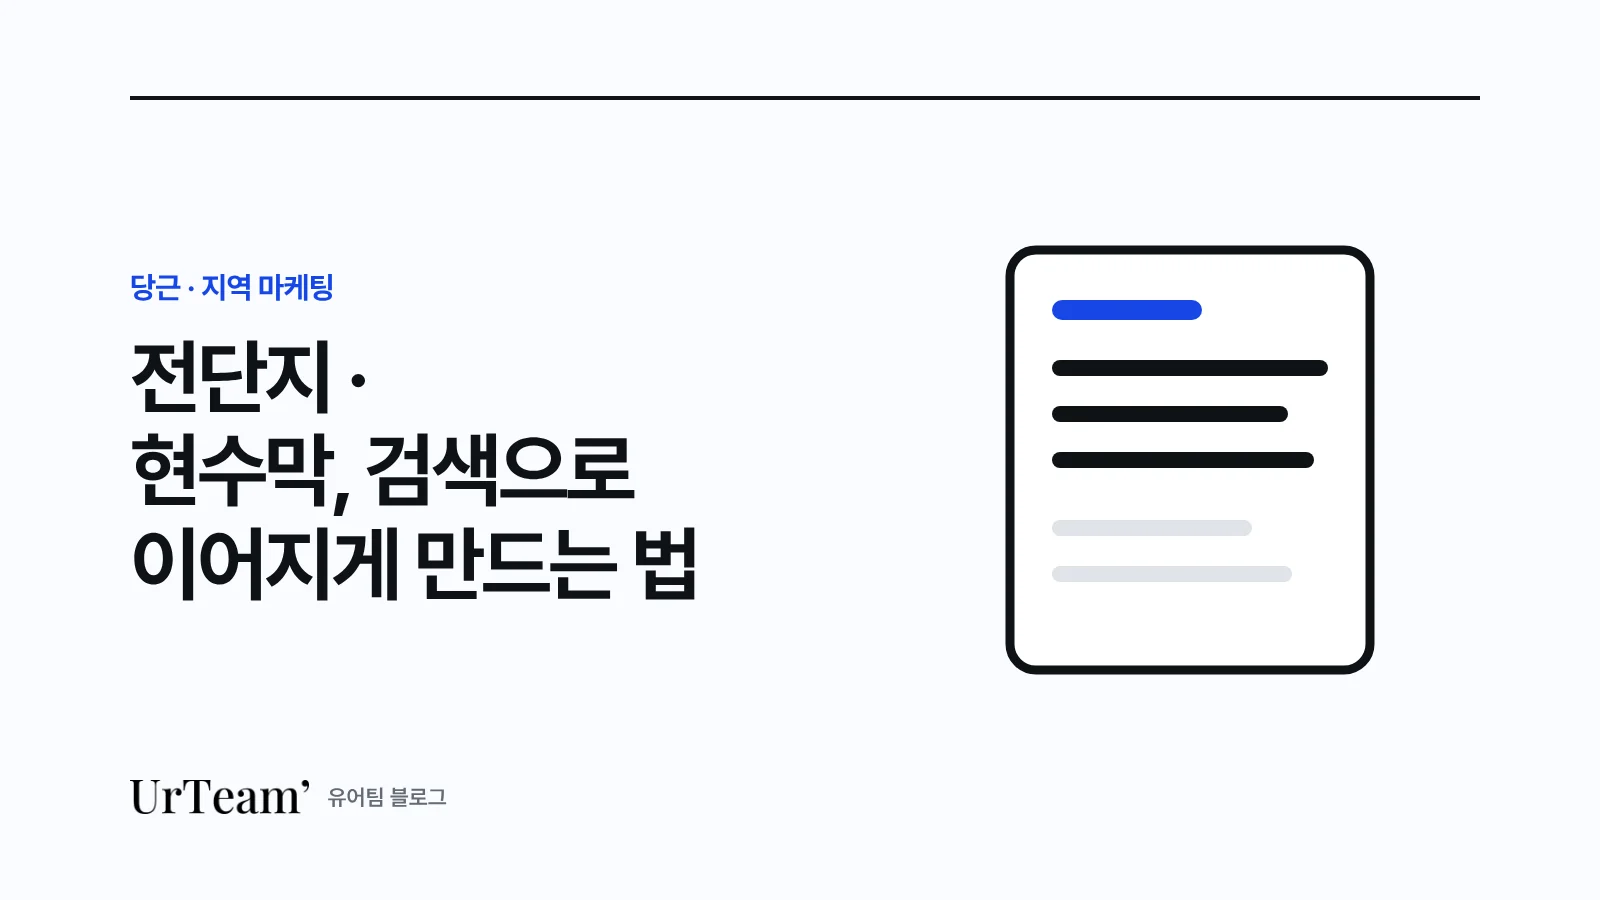 당근 · 지역 마케팅
전단지 ·
현수막, 검색으로
이어지게 만드는 법
UrTeam’ 유어팀 블로그